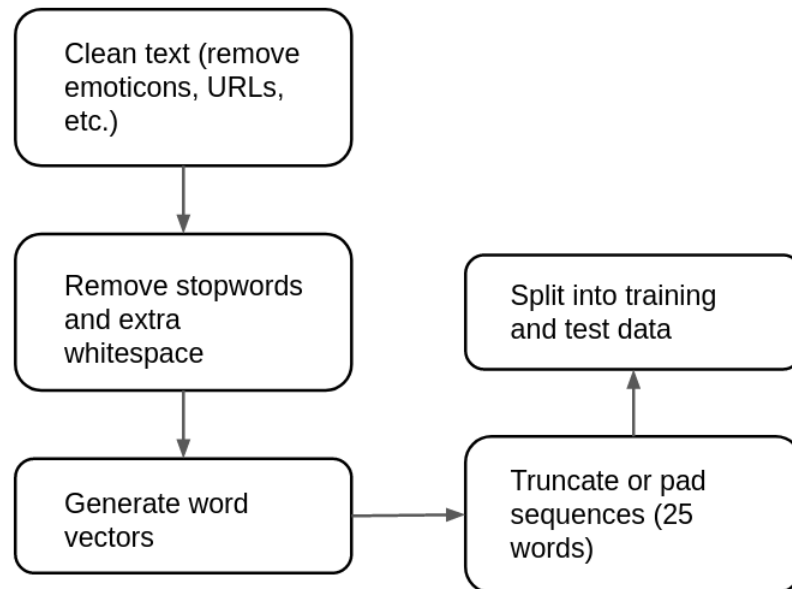 Clean text (remove
emoticons, URLs,
etc.)
Remove stopwords
and extra
whitespace
Generate word
vectors
Truncate or pad
sequences (25
words)
Split into training
and test data